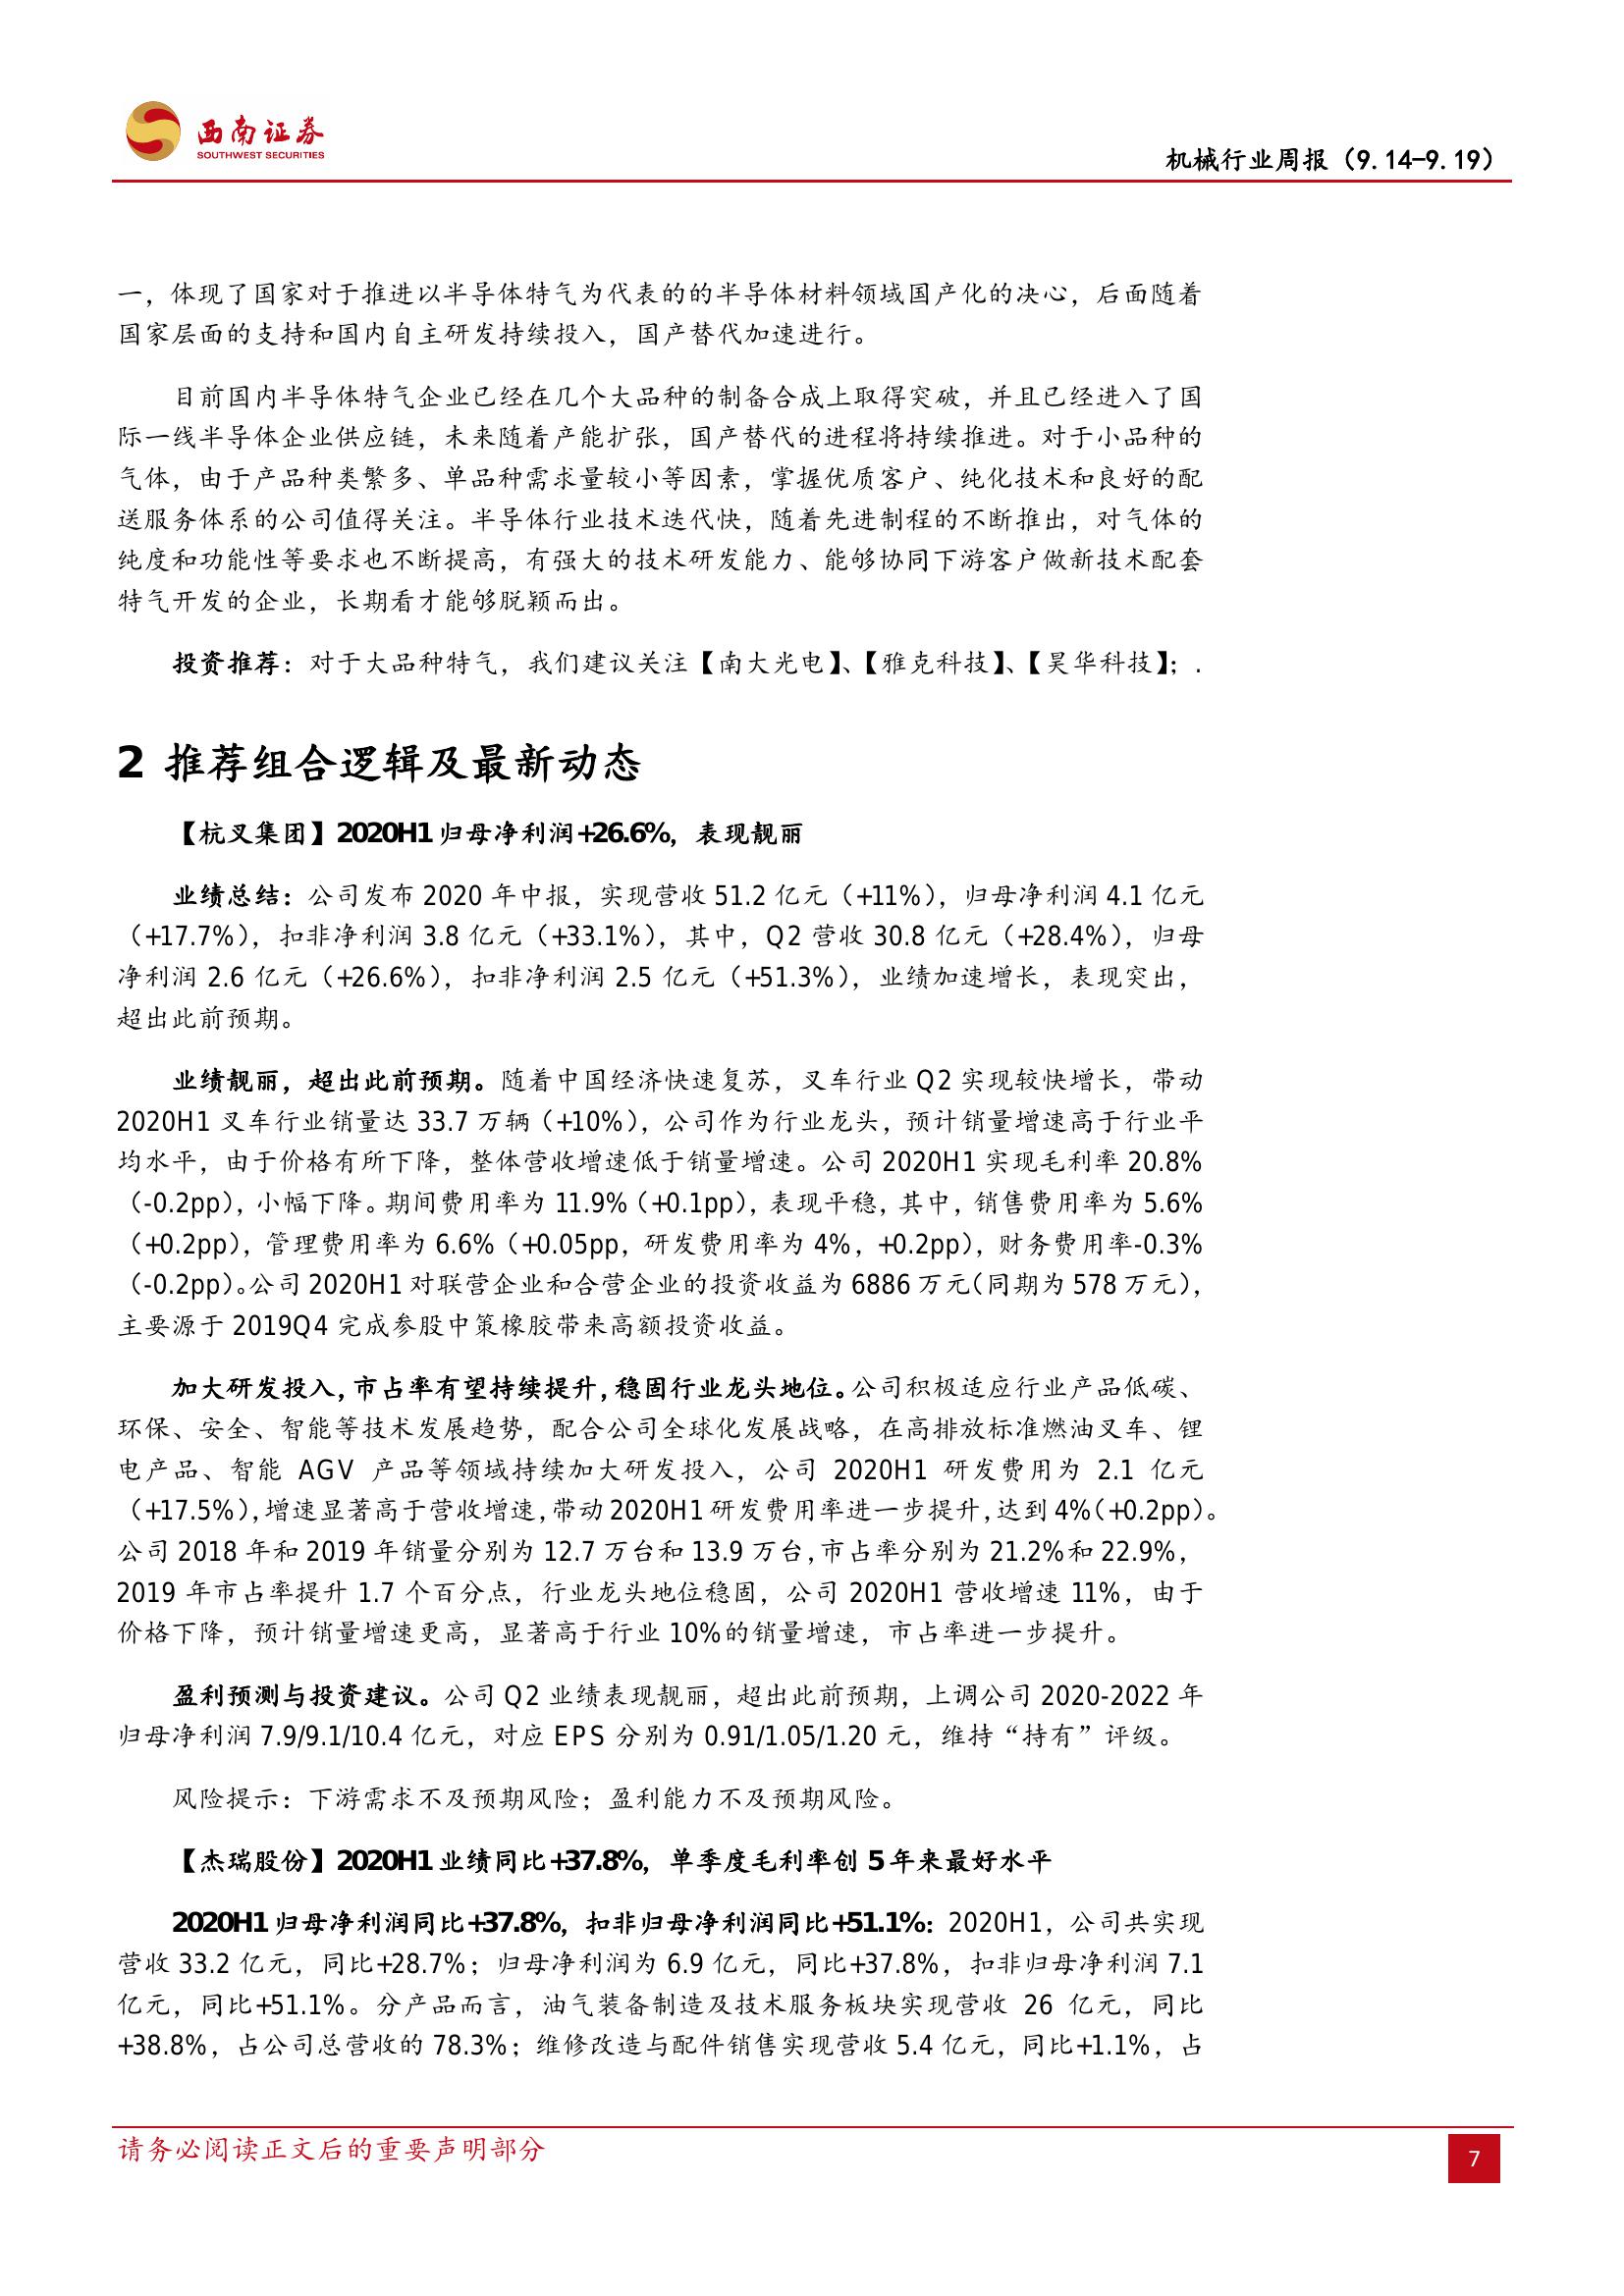 西南证券
SOUTHWEST SECURITIES
机械行业周报（9.14-9.19）
一，体现了国家对于推进以半导体特气为代表的的半导体材料领域国产化的决心，后面随着
国家层面的支持和国内自主研发持续投入，国产替代加速进行。
目前国内半导体特气企业已经在几个大品种的制备合成上取得突破，并且已经进入了国
际一线半导体企业供应链，未来随着产能扩张，国产替代的进程将持续推进。对于小品种的
气体，由于产品种类繁多、单品种需求量较小等因素，掌握优质客户、纯化技术和良好的配
送服务体系的公司值得关注。半导体行业技术迭代快，随着先进制程的不断推出，对气体的
纯度和功能性等要求也不断提高，有强大的技术研发能力、能够协同下游客户做新技术配套
特气开发的企业，长期看才能够脱颖而出。
投资推荐：对于大品种特气，我们建议关注【南大光电】、【雅克科技】、【昊华科技】；.
2 推荐组合逻辑及最新动态
【杭叉集团】2020H1 归母净利润+26.6%，表现靓丽
业绩总结：公司发布 2020 年中报，实现营收 51.2 亿元（+11%），归母净利润 4.1 亿元
（+17.7%），扣非净利润 3.8 亿元（+33.1%），其中，Q2 营收 30.8 亿元（+28.4%），归母
净利润 2.6 亿元（+26.6%），扣非净利润 2.5 亿元（+51.3%），业绩加速增长，表现突出，
超出此前预期。
业绩靓丽，超出此前预期。随着中国经济快速复苏，叉车行业 Q2 实现较快增长，带动
2020H1 叉车行业销量达 33.7 万辆（+10%），公司作为行业龙头，预计销量增速高于行业平
均水平，由于价格有所下降，整体营收增速低于销量增速。公司 2020H1 实现毛利率 20.8%
（-0.2pp），小幅下降。期间费用率为 11.9%（+0.1pp），表现平稳，其中，销售费用率为 5.6%
（+0.2pp），管理费用率为 6.6%（+0.05pp，研发费用率为 4%，+0.2pp），财务费用率-0.3%
（-0.2pp）。公司 2020H1 对联营企业和合营企业的投资收益为 6886 万元（同期为 578 万元），
主要源于 2019Q4 完成参股中策橡胶带来高额投资收益。
加大研发投入，市占率有望持续提升，稳固行业龙头地位。公司积极适应行业产品低碳、
环保、安全、智能等技术发展趋势，配合公司全球化发展战略，在高排放标准燃油叉车、锂
电产品、智能 AGV 产品等领域持续加大研发投入，公司 2020H1 研发费用为 2.1 亿元
（+17.5%），增速显著高于营收增速，带动 2020H1 研发费用率进一步提升，达到 4%（+0.2pp）。
公司 2018 年和 2019 年销量分别为 12.7 万台和 13.9 万台，市占率分别为 21.2%和 22.9%，
2019 年市占率提升 1.7 个百分点，行业龙头地位稳固，公司 2020H1 营收增速 11%，由于
价格下降，预计销量增速更高，显著高于行业 10%的销量增速，市占率进一步提升。
盈利预测与投资建议。公司 Q2 业绩表现靓丽，超出此前预期，上调公司 2020-2022 年
归母净利润 7.9/9.1/10.4 亿元，对应 EPS 分别为 0.91/1.05/1.20 元，维持“持有”评级。
风险提示：下游需求不及预期风险；盈利能力不及预期风险。
【杰瑞股份】2020H1 业绩同比+37.8%，单季度毛利率创 5 年来最好水平
2020H1 归母净利润同比+37.8%，扣非归母净利润同比+51.1%：2020H1，公司共实现
营收 33.2 亿元，同比+28.7%；归母净利润为 6.9 亿元，同比+37.8%，扣非归母净利润 7.1
亿元，同比+51.1%。分产品而言，油气装备制造及技术服务板块实现营收 26 亿元，同比
+38.8%，占公司总营收的 78.3%；维修改造与配件销售实现营收 5.4 亿元，同比+1.1%，占
请务必阅读正文后的重要声明部分
7